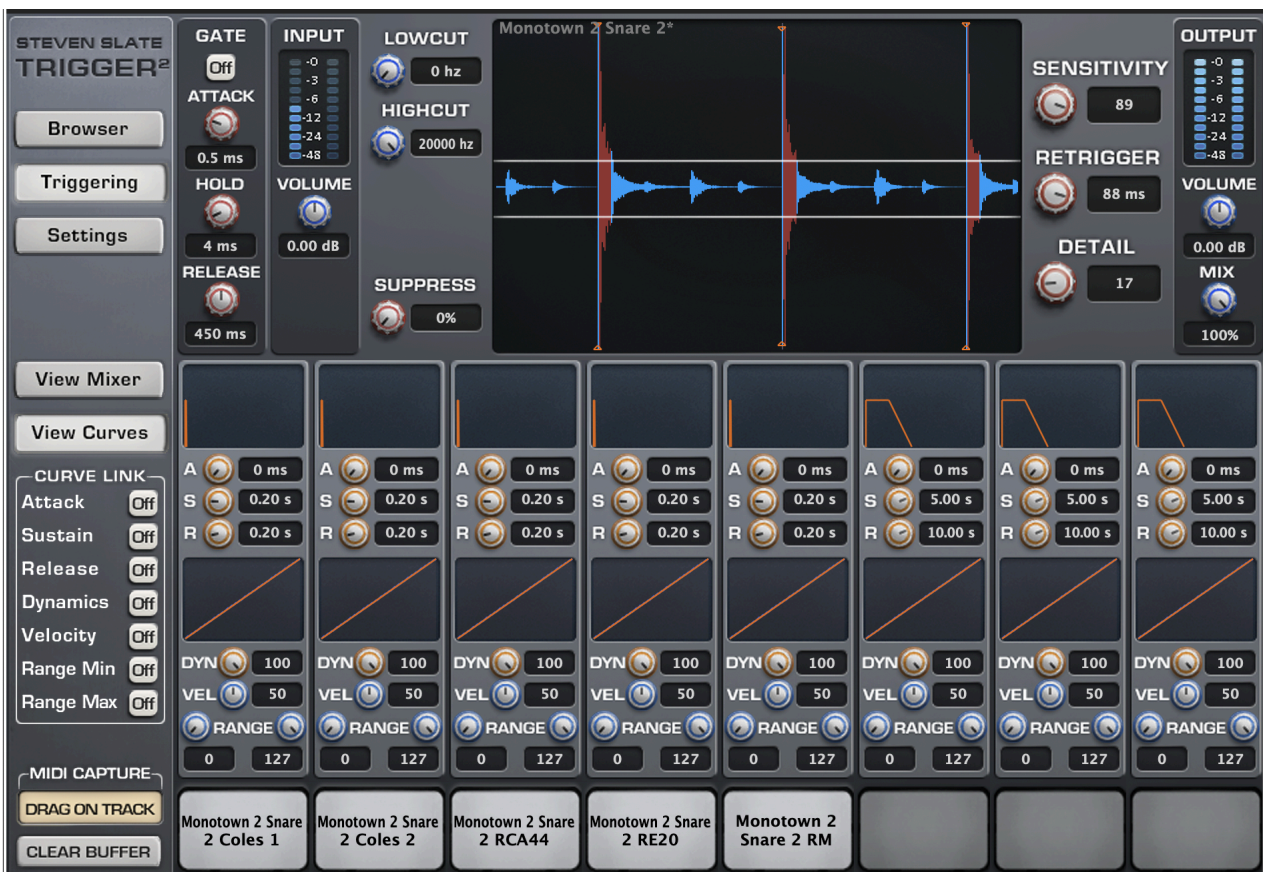 STEVEN SLATE
TRIGGER²
Browser
Triggering
Settings
View Mixer
View Curves
CURVE LINK
Attack Off
Sustain Off
Release Off
Dynamics Off
Velocity Off
Range Min Off
Range Max Off
MIDI CAPTURE
DRAG ON TRACK
CLEAR BUFFER
GATE
Off
ATTACK
0.5 ms
HOLD
4 ms
RELEASE
450 ms
INPUT
-0
-3
-6
-12
-24
-48
VOLUME
0.00 dB
LOWCUT
0 hz
HIGHCUT
20000 hz
SUPPRESS
0%
Monotown 2 Snare 2*
SENSITIVITY
89
RETRIGGER
88 ms
DETAIL
17
OUTPUT
-0
-3
-6
-12
-24
-48
VOLUME
0.00 dB
MIX
100%
A 0 ms A 0 ms A 0 ms A 0 ms A 0 ms A 0 ms A 0 ms A 0 ms
S 0.20 s S 0.20 s S 0.20 s S 0.20 s S 0.20 s S 5.00 s S 5.00 s S 5.00 s
R 0.20 s R 0.20 s R 0.20 s R 0.20 s R 0.20 s R 10.00 s R 10.00 s R 10.00 s
DYN 100 DYN 100 DYN 100 DYN 100 DYN 100 DYN 100 DYN 100 DYN 100
VEL 50 VEL 50 VEL 50 VEL 50 VEL 50 VEL 50 VEL 50 VEL 50
RANGE RANGE RANGE RANGE RANGE RANGE RANGE RANGE
0 127 0 127 0 127 0 127 0 127 0 127 0 127 0 127
Monotown 2 Snare
2 Coles 1
Monotown 2 Snare
2 Coles 2
Monotown 2 Snare
2 RCA44
Monotown 2 Snare
2 RE20
Monotown 2
Snare 2 RM